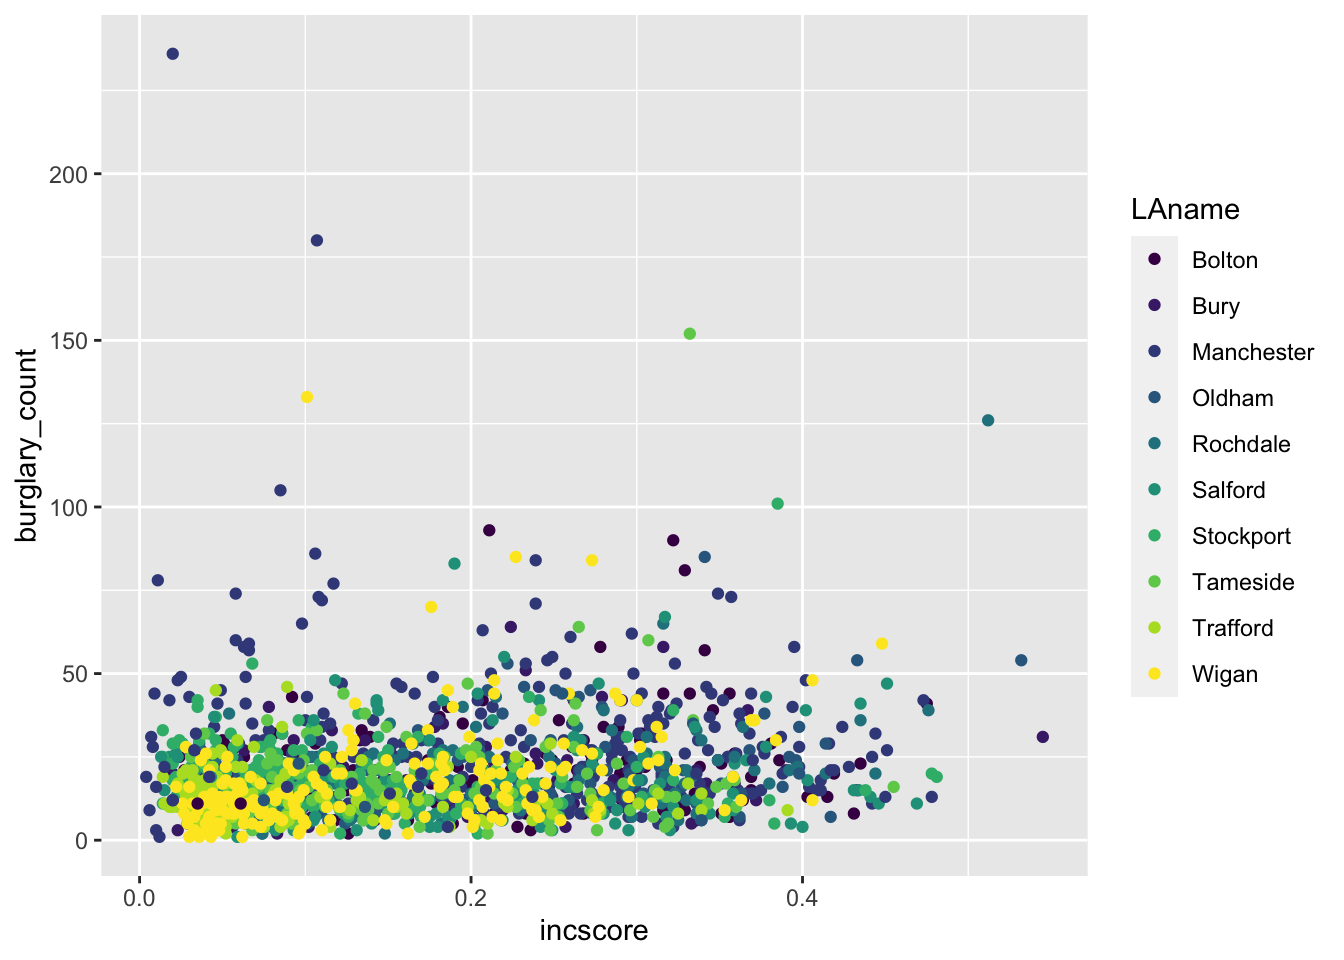 200
150
100
50
0
burglary_count
0.0
0.2
0.4
incscore
LAname
Bolton
Bury
Manchester
Oldham
Rochdale
Salford
Stockport
Tameside
Trafford
Wigan